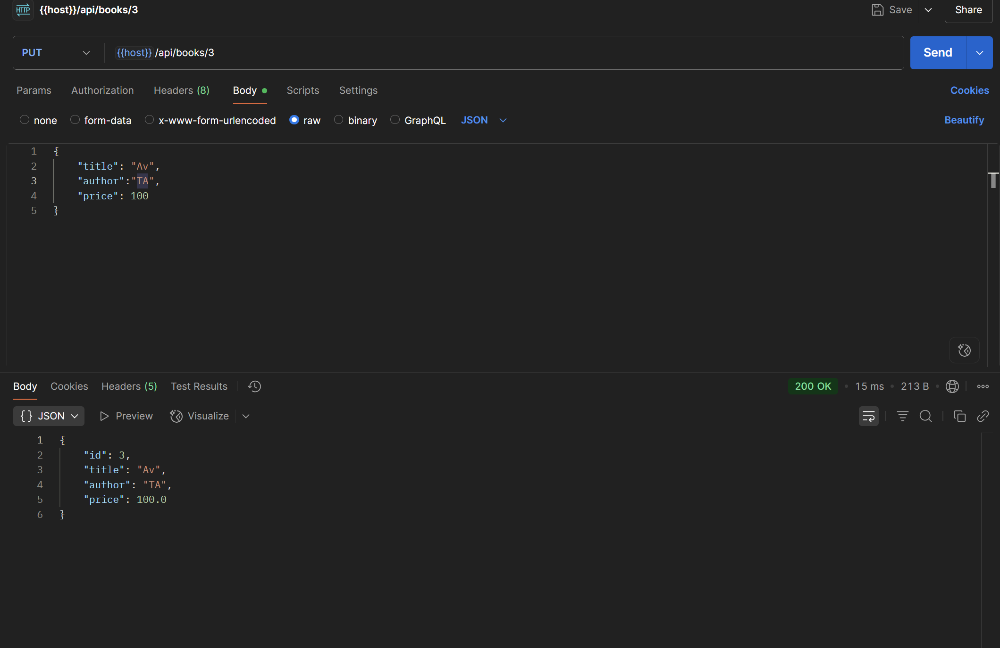 HTTP {{host}}/api/books/3 Save Share
PUT {{host}} /api/books/3 Send
Params Authorization Headers (8) Body Scripts Settings Cookies
none form-data x-www-form-urlencoded raw binary GraphQL JSON Beautify
1 {
2 "title": "Av",
3 "author":"TA",
4 "price": 100
5 }
Body Cookies Headers (5) Test Results 200 OK • 15 ms • 213 B •
{} JSON Preview Visualize
1 {
2 "id": 3,
3 "title": "Av",
4 "author": "TA",
5 "price": 100.0
6 }